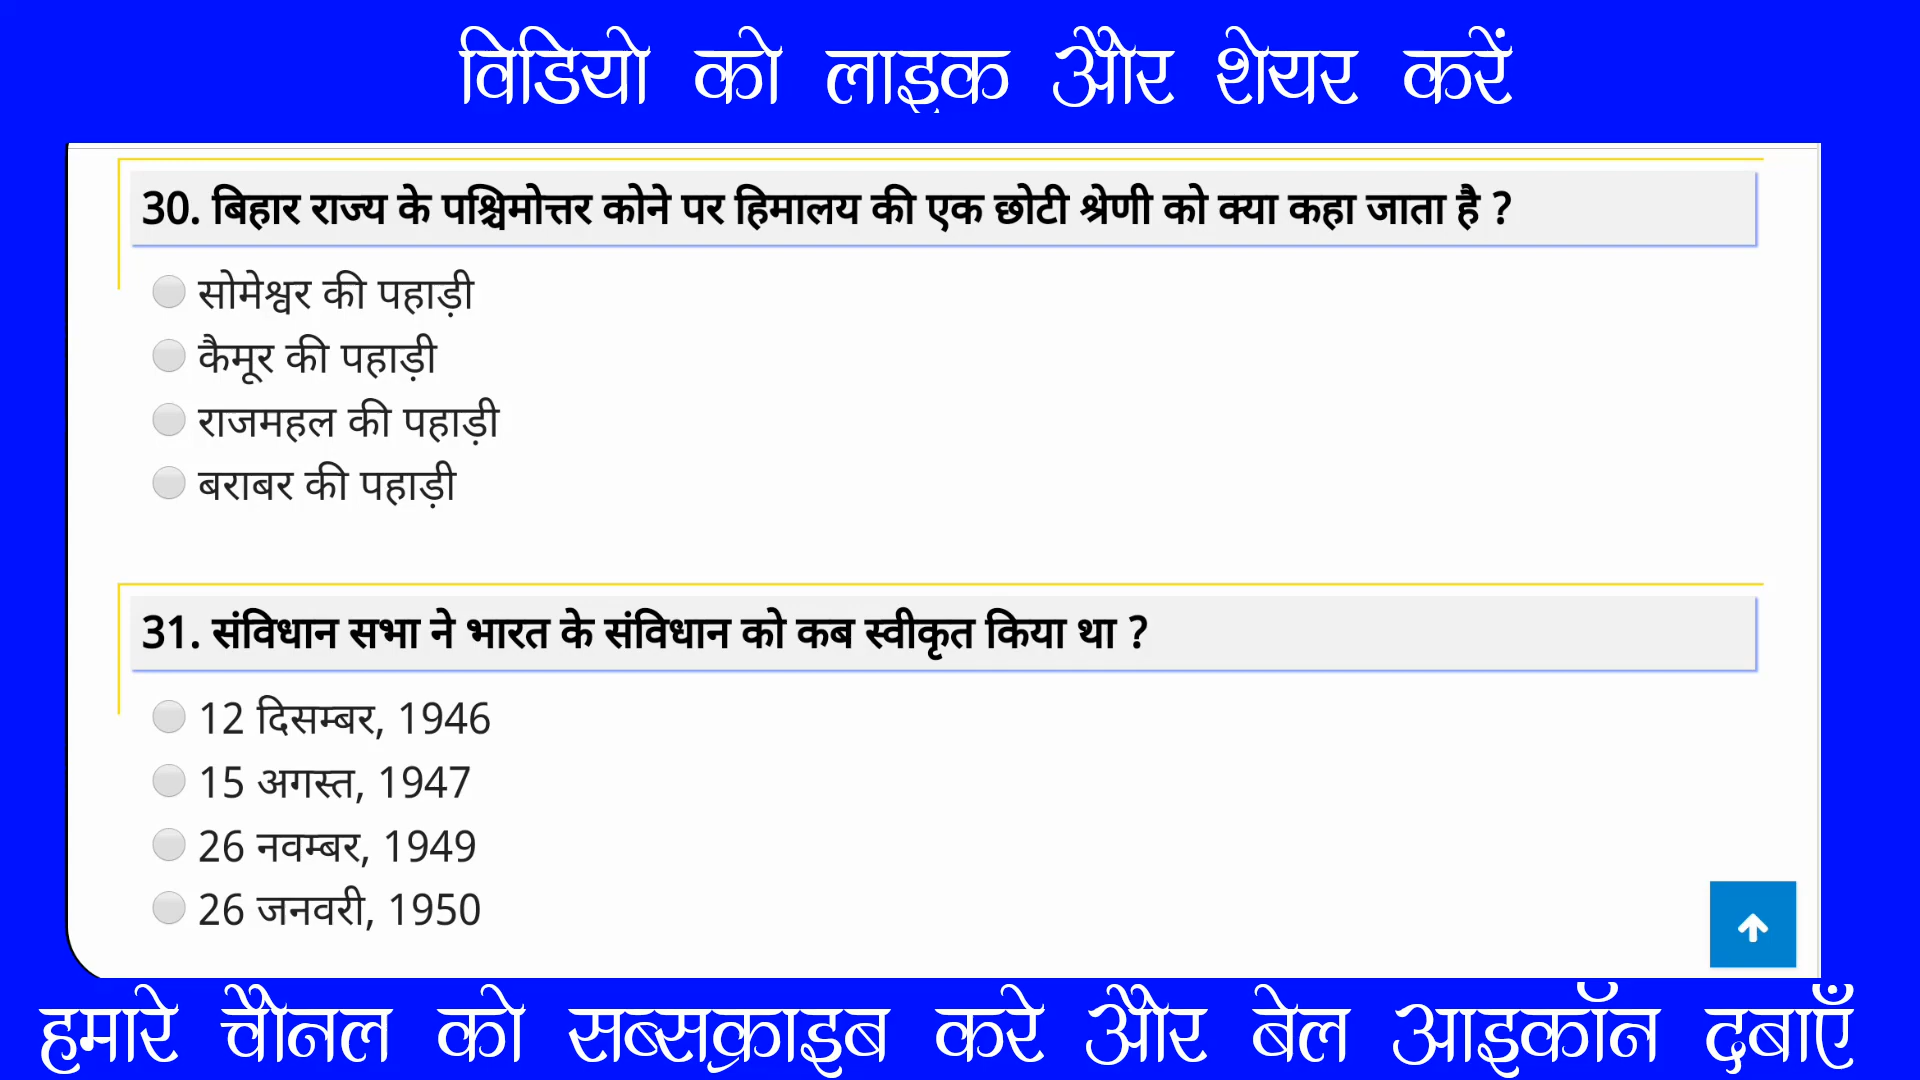 विडियो को लाइक और शेयर करें
30. बिहार राज्य के पश्चिमोत्तर कोने पर हिमालय की एक छोटी श्रेणी को क्या कहा जाता है ?
सोमेश्वर की पहाड़ी
कैमूर की पहाड़ी
राजमहल की पहाड़ी
बराबर की पहाड़ी
31. संविधान सभा ने भारत के संविधान को कब स्वीकृत किया था ?
12 दिसम्बर, 1946
15 अगस्त, 1947
26 नवम्बर, 1949
26 जनवरी, 1950
हमारे चैानल को सब्सक्राइब करे और बेल आइकॉन दबाएँ